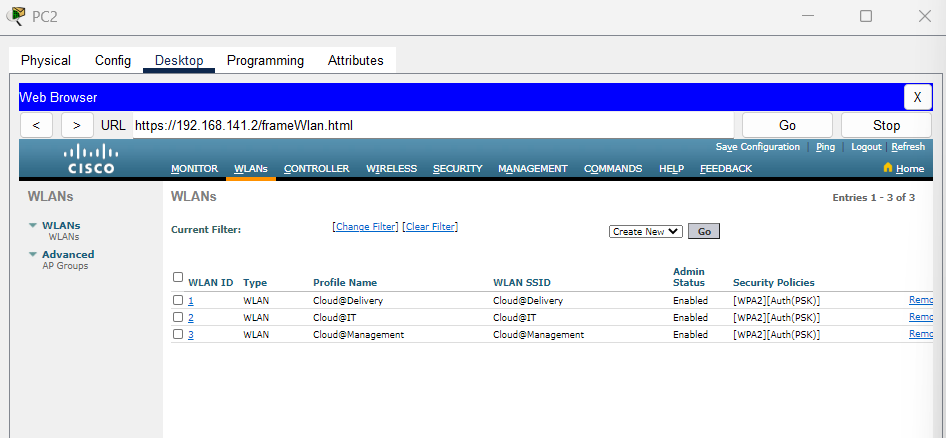 PC2
Physical Config Desktop Programming Attributes
Web Browser X
< > URL https://192.168.141.2/frameWlan.html Go Stop
Save Configuration | Ping | Logout | Refresh
CISCO MONITOR WLANs CONTROLLER WIRELESS SECURITY MANAGEMENT COMMANDS HELP FEEDBACK Home
WLANs
WLANs
WLANs
Advanced
AP Groups
WLANs Entries 1 - 3 of 3
Current Filter: [Change Filter] [Clear Filter] Create New Go
WLAN ID Type Profile Name WLAN SSID Admin Status Security Policies
1 WLAN Cloud@Delivery Cloud@Delivery Enabled [WPA2][Auth(PSK)] Remo
2 WLAN Cloud@IT Cloud@IT Enabled [WPA2][Auth(PSK)] Remo
3 WLAN Cloud@Management Cloud@Management Enabled [WPA2][Auth(PSK)] Remo